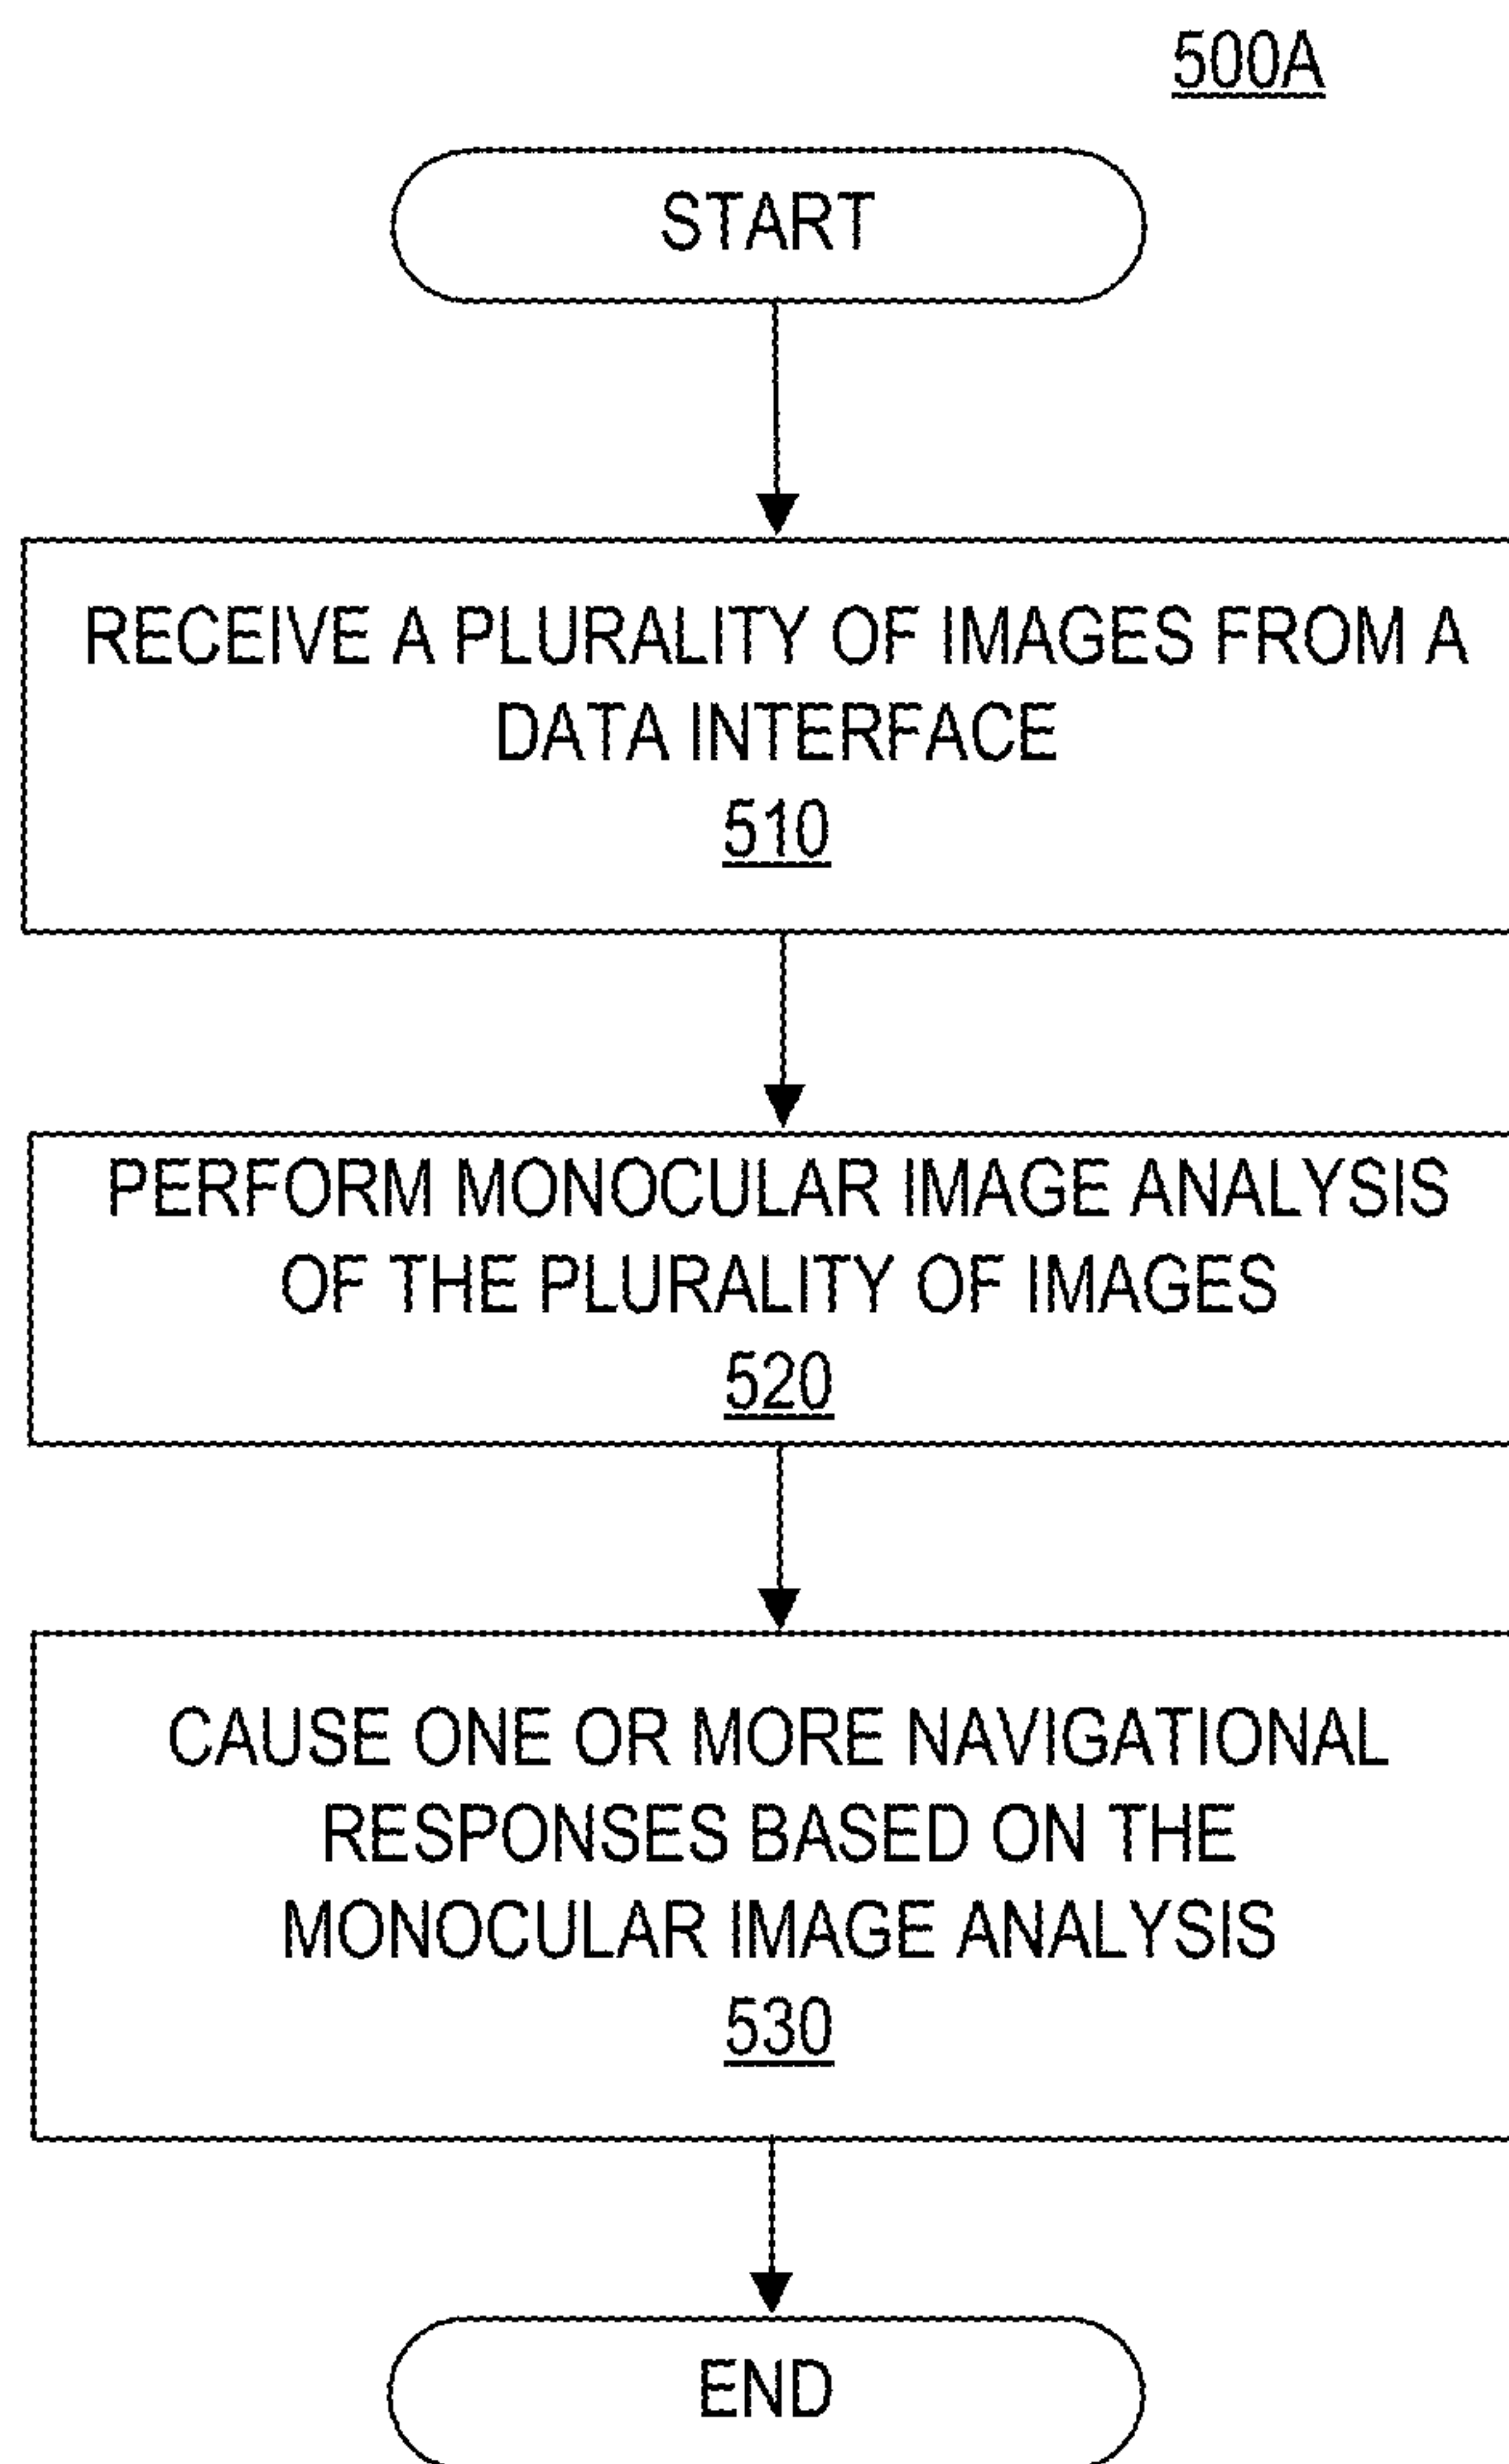 500A
START
RECEIVE A PLURALITY OF IMAGES FROM A
DATA INTERFACE
510
PERFORM MONOCULAR IMAGE ANALYSIS
OF THE PLURALITY OF IMAGES
520
CAUSE ONE OR MORE NAVIGATIONAL
RESPONSES BASED ON THE
MONOCULAR IMAGE ANALYSIS
530
END